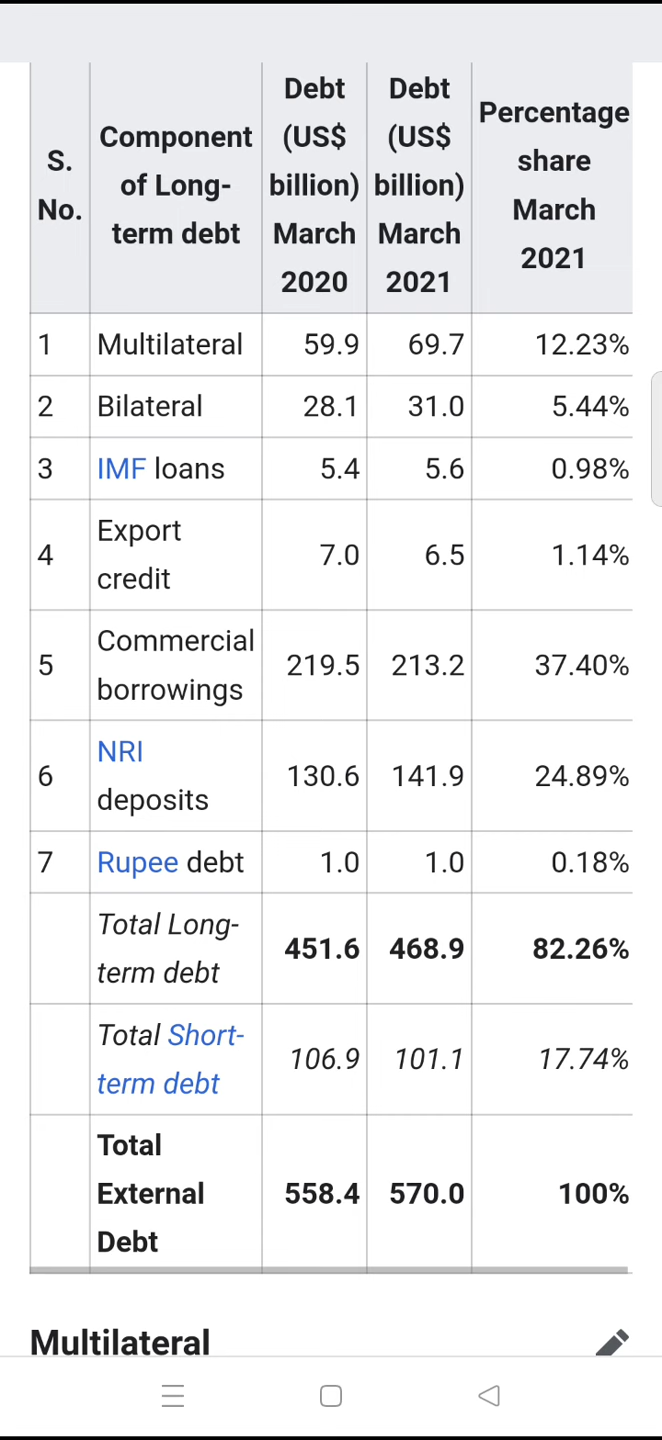 S. No. Component of Long-term debt Debt (US$ billion) March 2020 Debt (US$ billion) March 2021 Percentage share March 2021
1 Multilateral 59.9 69.7 12.23%
2 Bilateral 28.1 31.0 5.44%
3 IMF loans 5.4 5.6 0.98%
4 Export credit 7.0 6.5 1.14%
5 Commercial borrowings 219.5 213.2 37.40%
6 NRI deposits 130.6 141.9 24.89%
7 Rupee debt 1.0 1.0 0.18%
Total Long-term debt 451.6 468.9 82.26%
Total Short-term debt 106.9 101.1 17.74%
Total External Debt 558.4 570.0 100%
Multilateral